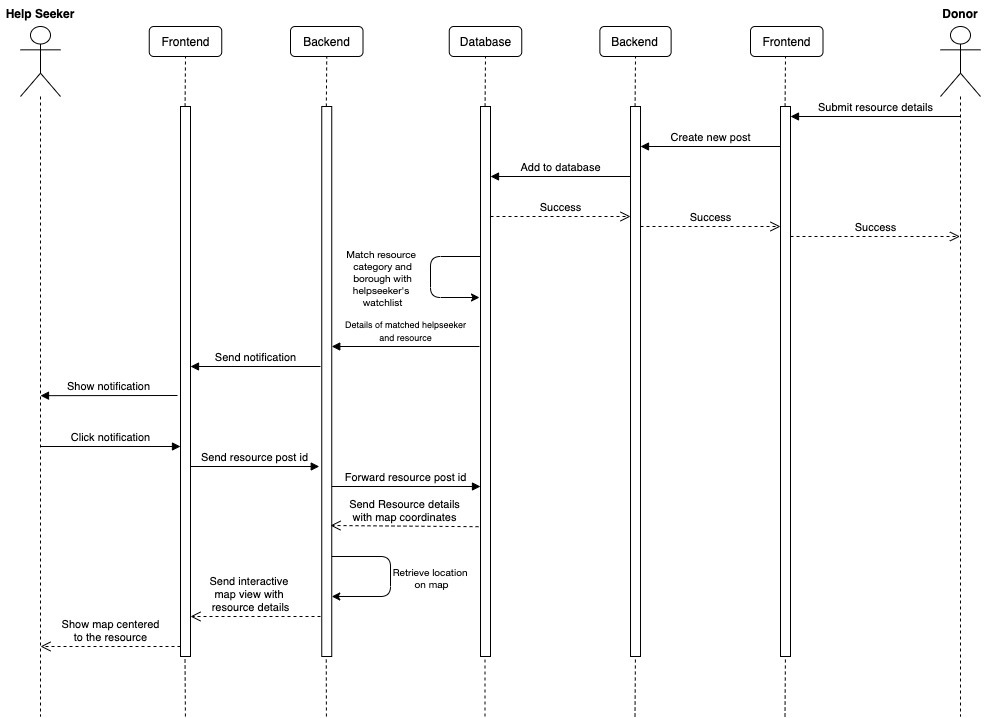 Help Seeker
Donor
Frontend
Backend
Database
Backend
Frontend
Submit resource details
Create new post
Add to database
Success
Success
Success
Match resource
category and
borough with
helpseeker's
watchlist
Details of matched helpseeker
and resource
Send notification
Show notification
Click notification
Send resource post id
Forward resource post id
Send Resource details
with map coordinates
Retrieve location
on map
Send interactive
map view with
resource details
Show map centered
to the resource